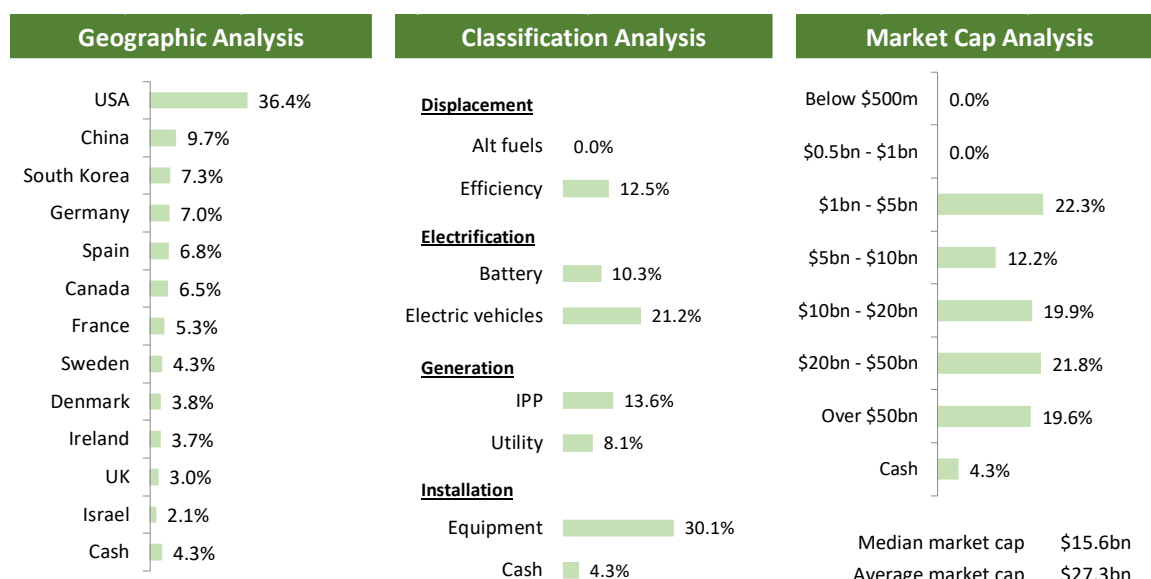 Geographic Analysis
USA 36.4%
China 9.7%
South Korea 7.3%
Germany 7.0%
Spain 6.8%
Canada 6.5%
France 5.3%
Sweden 4.3%
Denmark 3.8%
Ireland 3.7%
UK 3.0%
Israel 2.1%
Cash 4.3%
Classification Analysis
Displacement
Alt fuels 0.0%
Efficiency 12.5%
Electrification
Battery 10.3%
Electric vehicles 21.2%
Generation
IPP 13.6%
Utility 8.1%
Installation
Equipment 30.1%
Cash 4.3%
Market Cap Analysis
Below $500m 0.0%
$0.5bn - $1bn 0.0%
$1bn - $5bn 22.3%
$5bn - $10bn 12.2%
$10bn - $20bn 19.9%
$20bn - $50bn 21.8%
Over $50bn 19.6%
Cash 4.3%
Median market cap $15.6bn
Average market cap $27.3bn